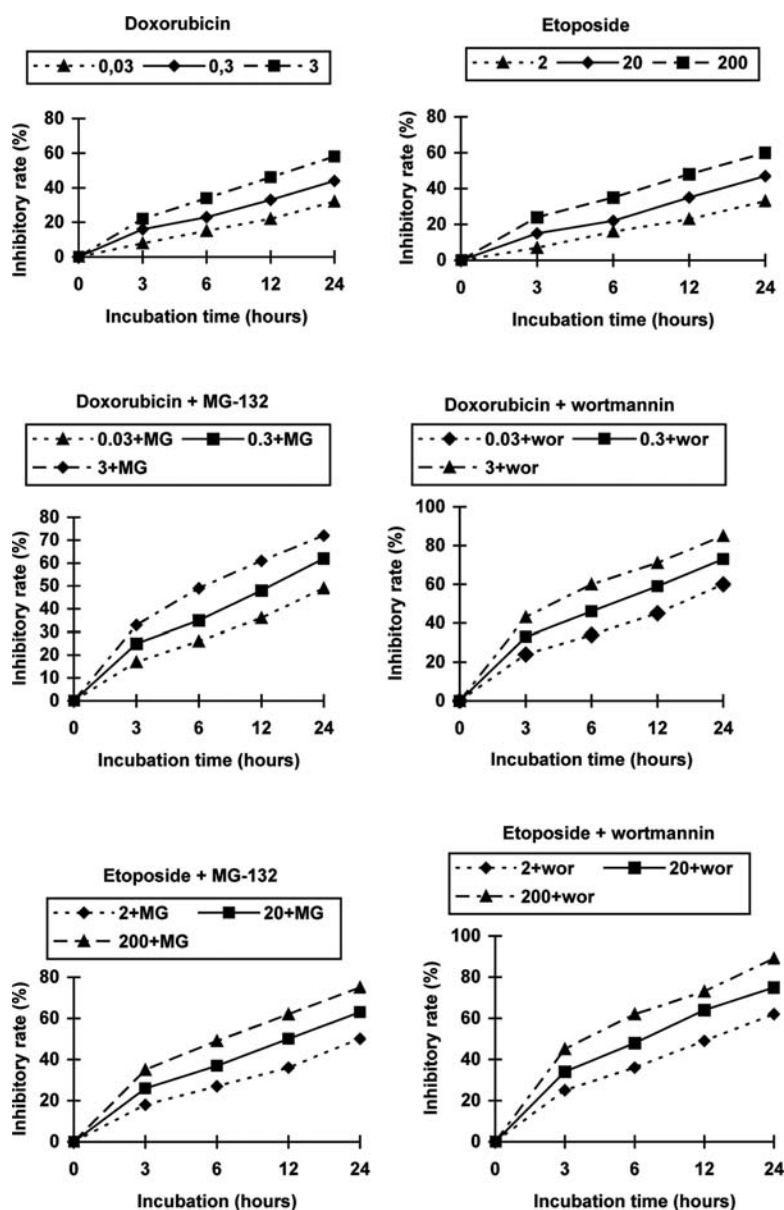 Doxorubicin
0,03 0,3 3
Inhibitory rate (%)
80
60
40
20
0
0 3 6 12 24
Incubation time (hours)
Etoposide
2 20 200
Inhibitory rate (%)
80
60
40
20
0
0 3 6 12 24
Incubation time (hours)
Doxorubicin + MG-132
0.03+MG 0.3+MG
3+MG
Inhibitory rate (%)
80
70
60
50
40
30
20
10
0
0 3 6 12 24
Incubation time (hours)
Doxorubicin + wortmannin
0.03+wor 0.3+wor
3+wor
Inhibitory rate (%)
100
80
60
40
20
0
0 3 6 12 24
Incubation time (hours)
Etoposide + MG-132
2+MG 20+MG
200+MG
Inhibitory rate (%)
80
60
40
20
0
0 3 6 12 24
Incubation (hours)
Etoposide + wortmannin
2+wor 20+wor
200+wor
Inhibitory rate (%)
100
80
60
40
20
0
0 3 6 12 24
Incubation time (hours)